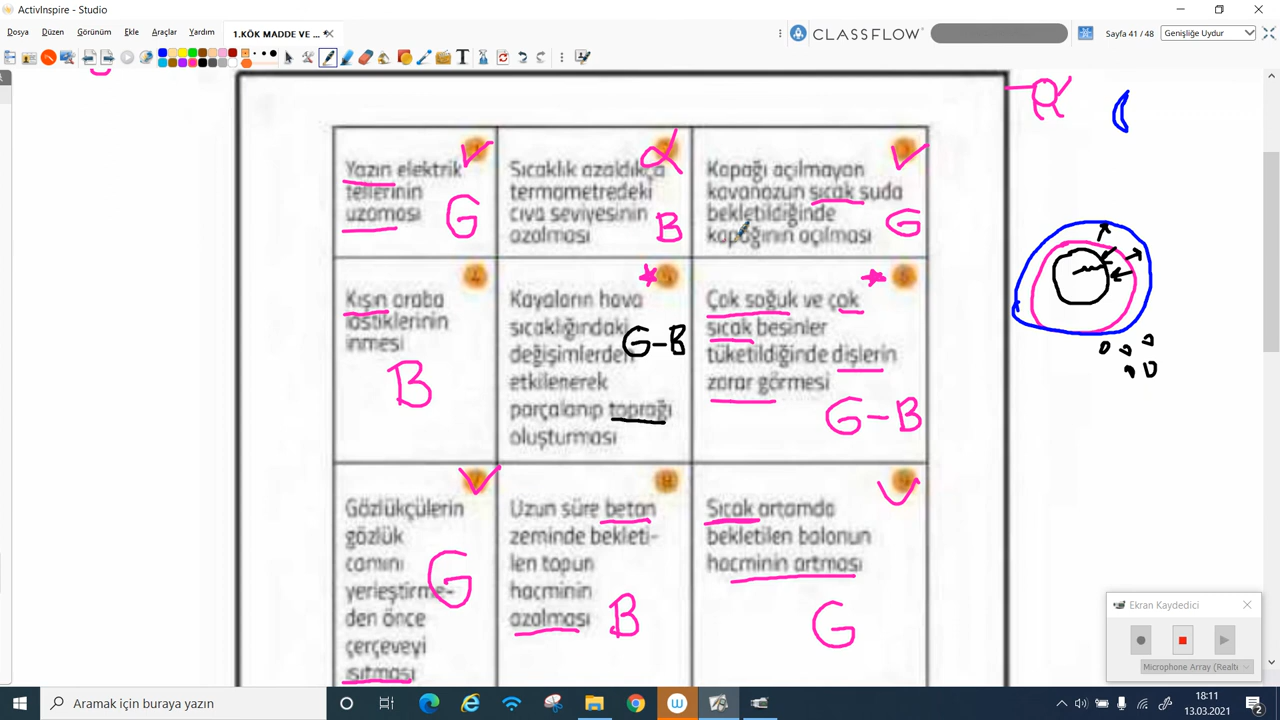 ActivInspire - Studio
Dosya Düzen Görünüm Ekle Araçlar Yardım
1.KÖK MADDE VE ...
CLASSFLOW
Sayfa 41 / 48
Genişliğe Uydur
Yazın elektrik
tellerinin
uzaması
G
Sıcaklık azaldıkça
termometredeki
cıva seviyesinin
azalması
B
Kapağı açılmayan
kavanozun sıcak suda
bekletildiğinde
kapağının açılması
G
Kışın araba
lastiklerinin
inmesi
B
Kayaların hava
sıcaklığındaki
değişimlerden
etkilenerek
parçalanıp toprağı
oluşturması
G-B
Çok soğuk ve çok
sıcak besinler
tüketildiğinde dişlerin
zarar görmesi
G-B
Gözlükçülerin
gözlük
camını
yerleştirme-
den önce
çerçeveyi
ısıtması
G
Uzun süre beton
zeminde bekleti-
len topun
hacminin
azalması
B
Sıcak ortamda
bekletilen balonun
hacminin artması
G
Ekran Kaydedici
Microphone Array (Realt
Aramak için buraya yazın
18:11
13.03.2021
2